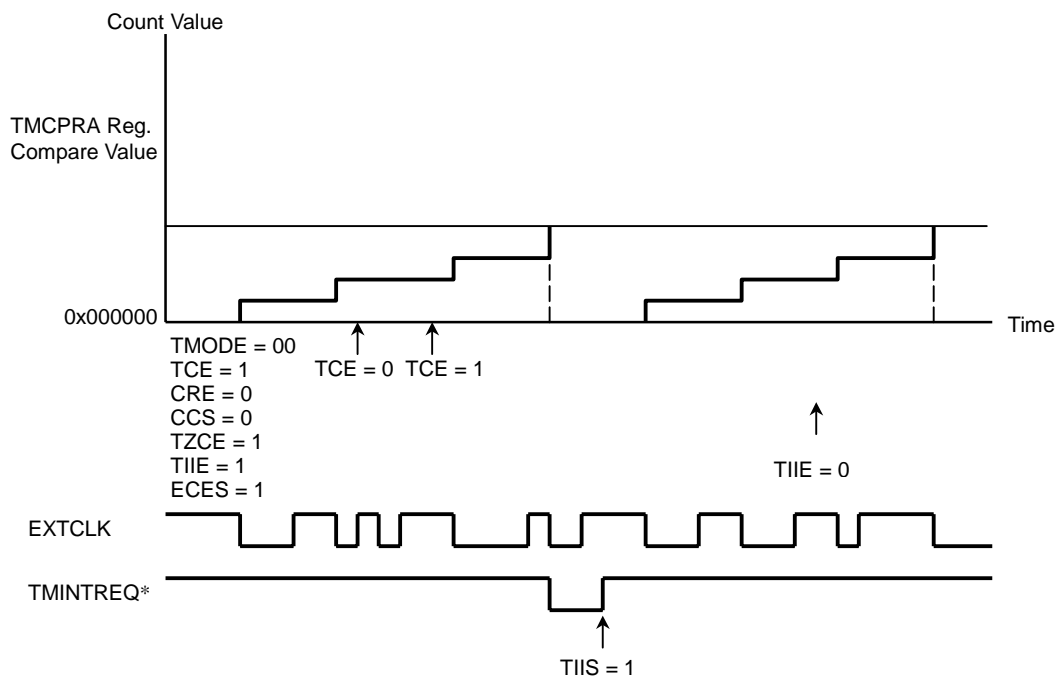 Count Value
TMCPRA Reg.
Compare Value
0x000000
Time
TMODE = 00
TCE = 1
CRE = 0
CCS = 0
TZCE = 1
TIIE = 1
ECES = 1
TCE = 0
TCE = 1
TIIE = 0
EXTCLK
TMINTREQ*
TIIS = 1